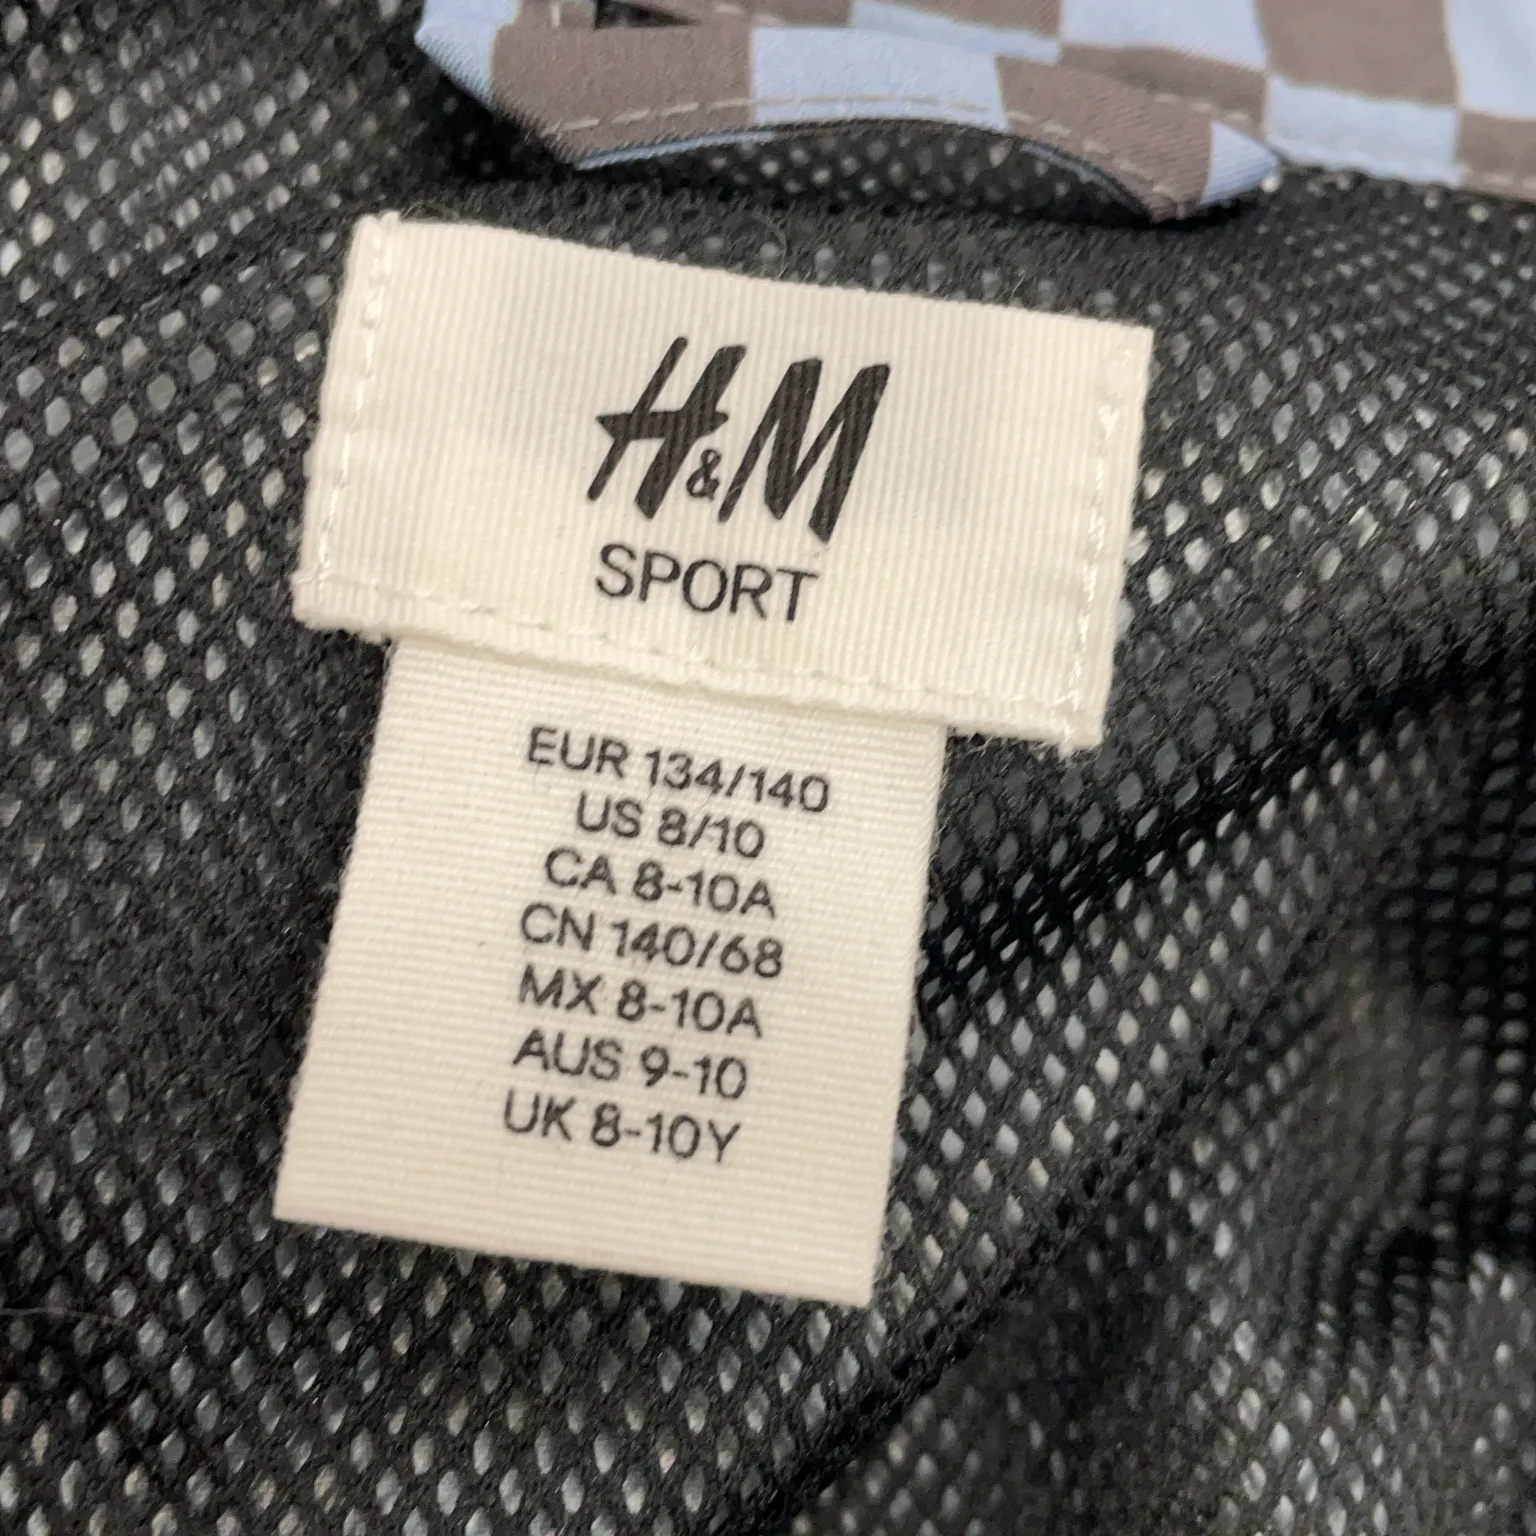 H&M
SPORT
EUR 134/140
US 8/10
CA 8-10A
CN 140/68
MX 8-10A
AUS 9-10
UK 8-10Y